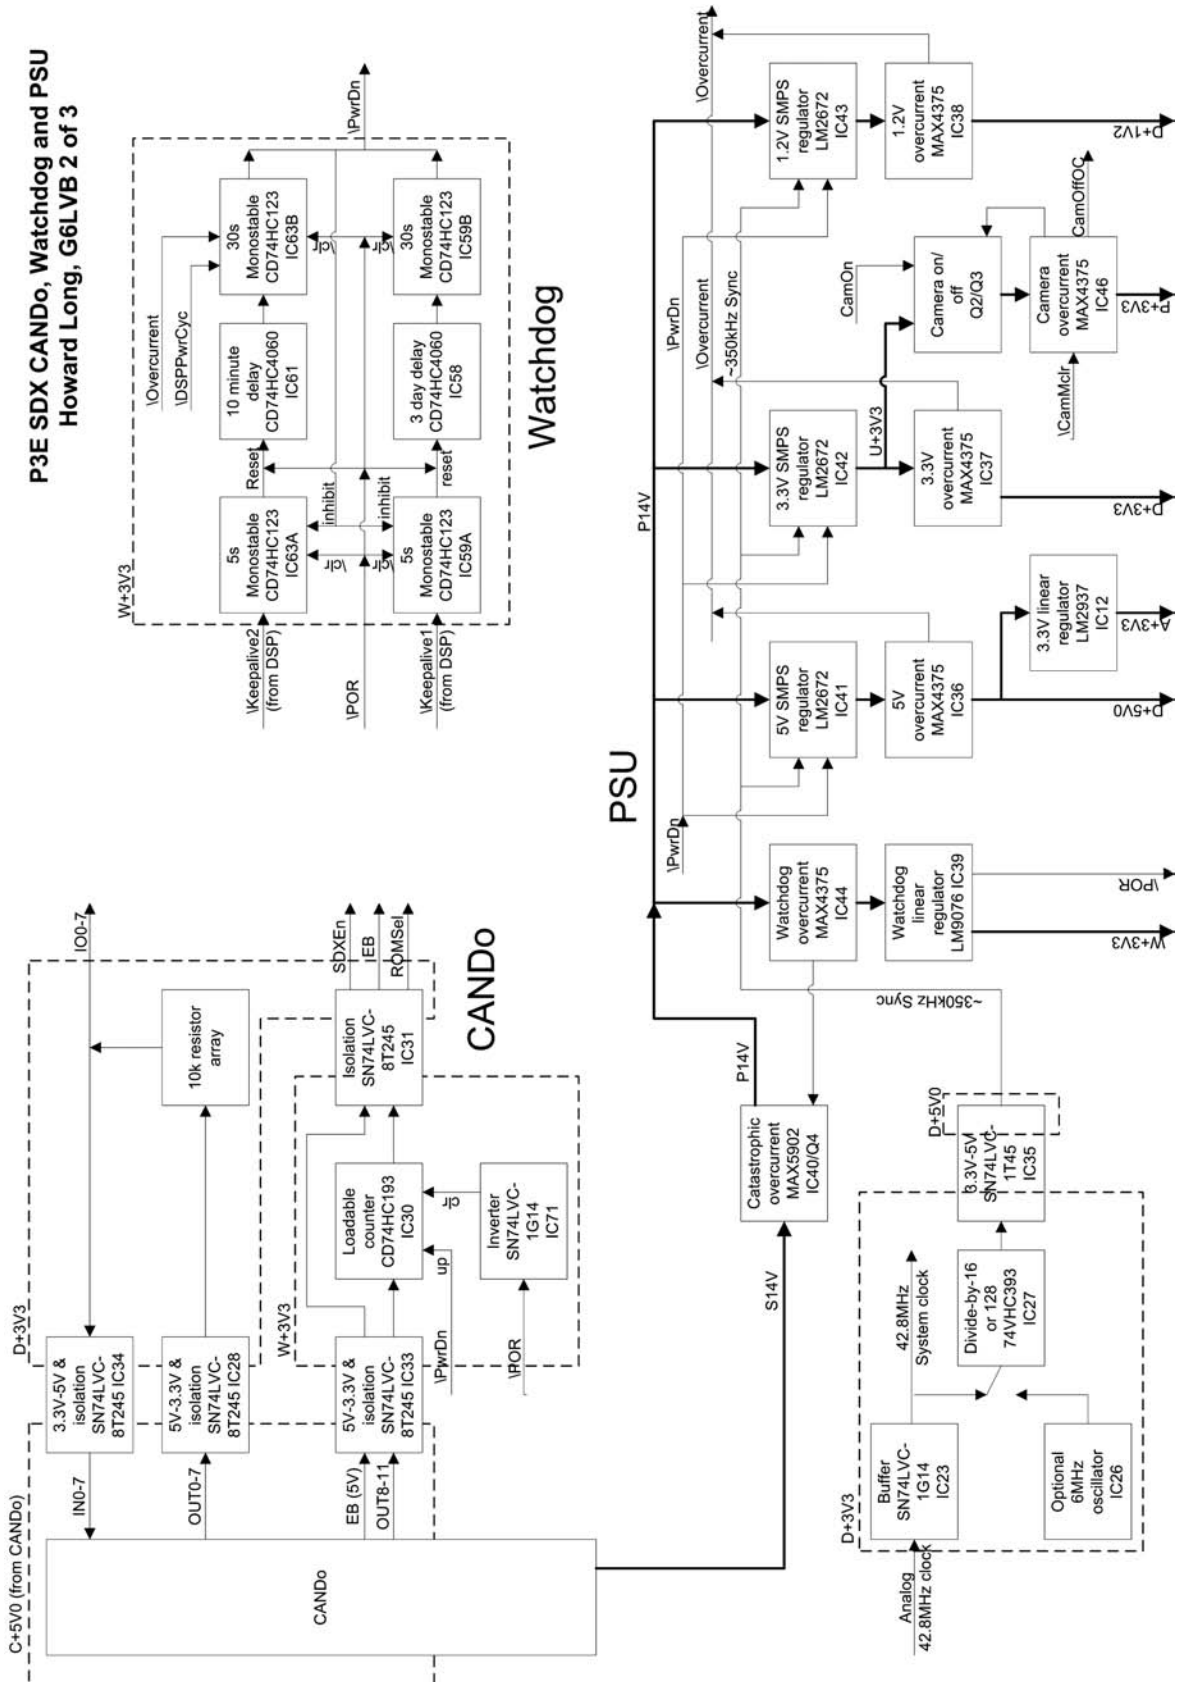 P3E SDX CANDo, Watchdog and PSU
Howard Long, G6LVB 2 of 3
C+5V0 (from CANDo)
CANDo
IN0-7
OUT0-7
EB (5V)
OUT8-11
D+3V3
3.3V-5V &
isolation
SN74LVC-
8T245 IC34
5V-3.3V &
isolation
SN74LVC-
8T245 IC28
5V-3.3V &
isolation
SN74LVC-
8T245 IC33
10k resistor
array
IO0-7
W+3V3
Loadable
counter
CD74HC193
IC30
up
clr
Inverter
SN74LVC-
1G14
IC71
\PwrDn
\POR
Isolation
SN74LVC-
8T245
IC31
SDXEn
IEB
ROMSel
CANDo
W+3V3
\Keepalive2
(from DSP)
\POR
\Keepalive1
(from DSP)
5s
Monostable
CD74HC123
IC63A
5s
Monostable
CD74HC123
IC59A
\clr
\clr
inhibit
inhibit
Reset
reset
10 minute
delay
CD74HC4060
IC61
3 day delay
CD74HC4060
IC58
\Overcurrent
\DSPPwrCyc
30s
Monostable
CD74HC123
IC63B
30s
Monostable
CD74HC123
IC59B
\clr
\clr
\PwrDn
Watchdog
Analog
42.8MHz clock
D+3V3
Buffer
SN74LVC-
1G14
IC23
Optional
6MHz
oscillator
IC26
42.8MHz
System clock
Divide-by-16
or 128
74VHC393
IC27
D+5V0
3.3V-5V
SN74LVC-
1T45
IC35
~350kHz Sync
S14V
Catastrophic
overcurrent
MAX5902
IC40/Q4
P14V
PSU
P14V
\PwrDn
\PwrDn
\Overcurrent
\Overcurrent
~350kHz Sync
Watchdog
overcurrent
MAX4375
IC44
Watchdog
linear
regulator
LM9076 IC39
W+3V3
\POR
5V SMPS
regulator
LM2672
IC41
5V
overcurrent
MAX4375
IC36
D+5V0
3.3V linear
regulator
LM2937
IC12
A+3V3
3.3V SMPS
regulator
LM2672
IC42
U+3V3
3.3V
overcurrent
MAX4375
IC37
D+3V3
CamOn
Camera on/
off
Q2/Q3
\CamMclr
Camera
overcurrent
MAX4375
IC46
CamOffOC
P+3V3
1.2V SMPS
regulator
LM2672
IC43
1.2V
overcurrent
MAX4375
IC38
D+1V2